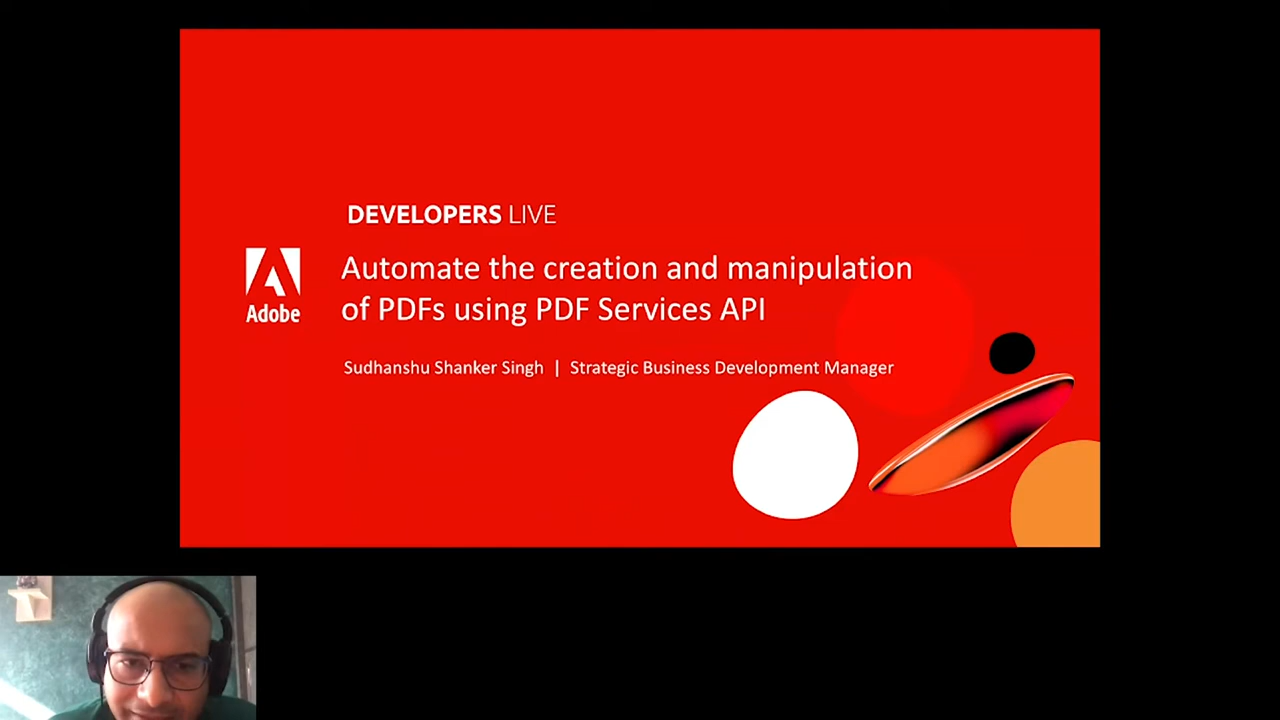 DEVELOPERS LIVE
Automate the creation and manipulation
of PDFs using PDF Services API
Adobe
Sudhanshu Shanker Singh | Strategic Business Development Manager